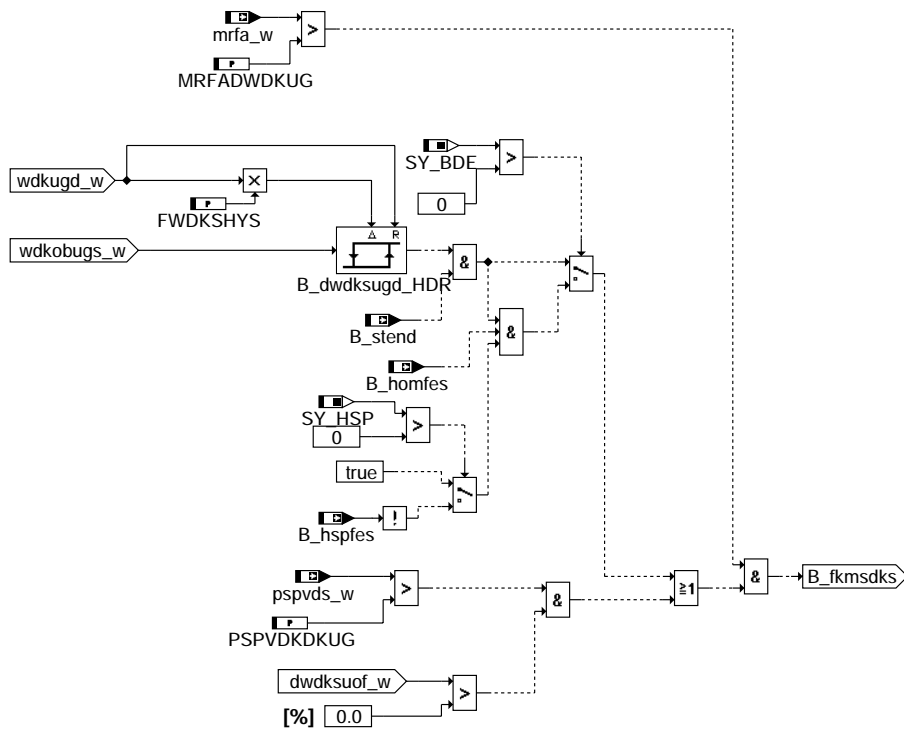 mrfa_w
>
P
MRFADWDKUG
SY_BDE
>
0
wdkugd_w
×
P
FWDKSHYS
Δ R
wdkobugs_w
B_dwdksugd_HDR
&
B_stend
&
B_homfes
SY_HSP
>
0
true
B_hspfes
!
pspvds_w
>
P
PSPVDKDKUG
&
≥1
&
B_fkmsdks
dwdksuof_w
>
[%] 0.0